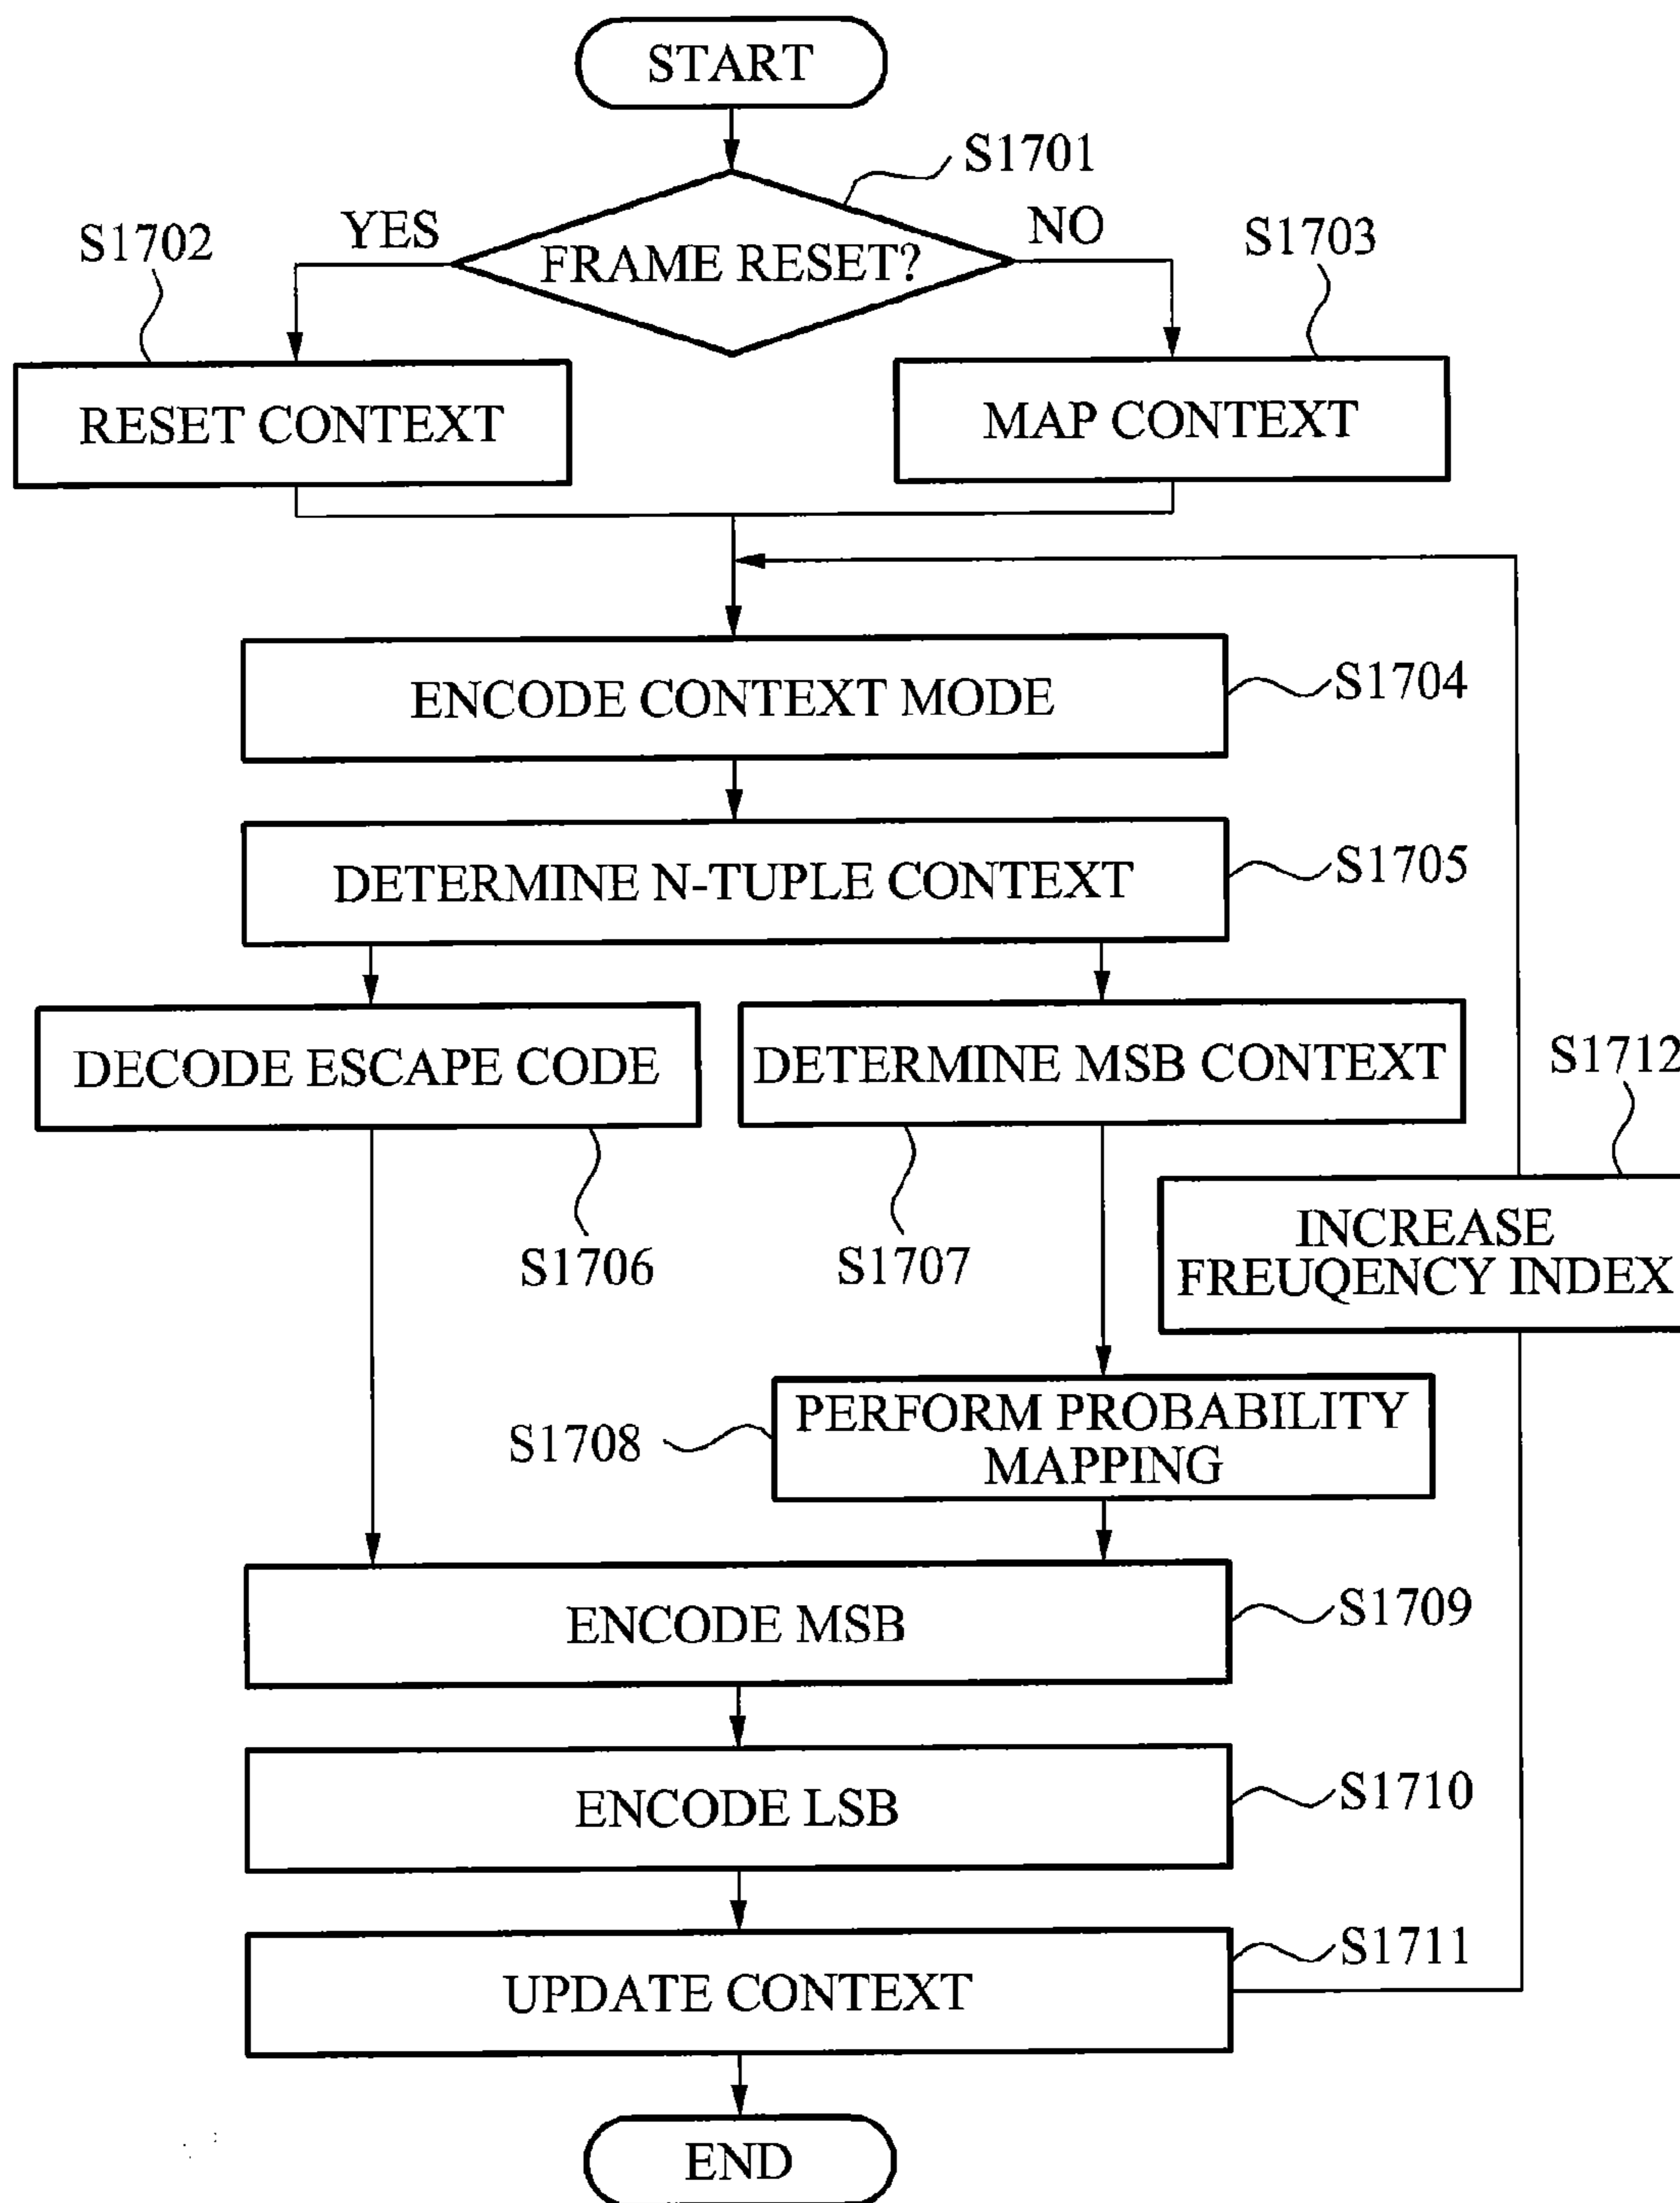 START
S1701
YES
NO
S1702
S1703
FRAME RESET?
RESET CONTEXT
MAP CONTEXT
ENCODE CONTEXT MODE
S1704
DETERMINE N-TUPLE CONTEXT
S1705
DECODE ESCAPE CODE
DETERMINE MSB CONTEXT
S1712
S1706
S1707
INCREASE
FREUQENCY INDEX
S1708
PERFORM PROBABILITY
MAPPING
ENCODE MSB
S1709
ENCODE LSB
S1710
UPDATE CONTEXT
S1711
END